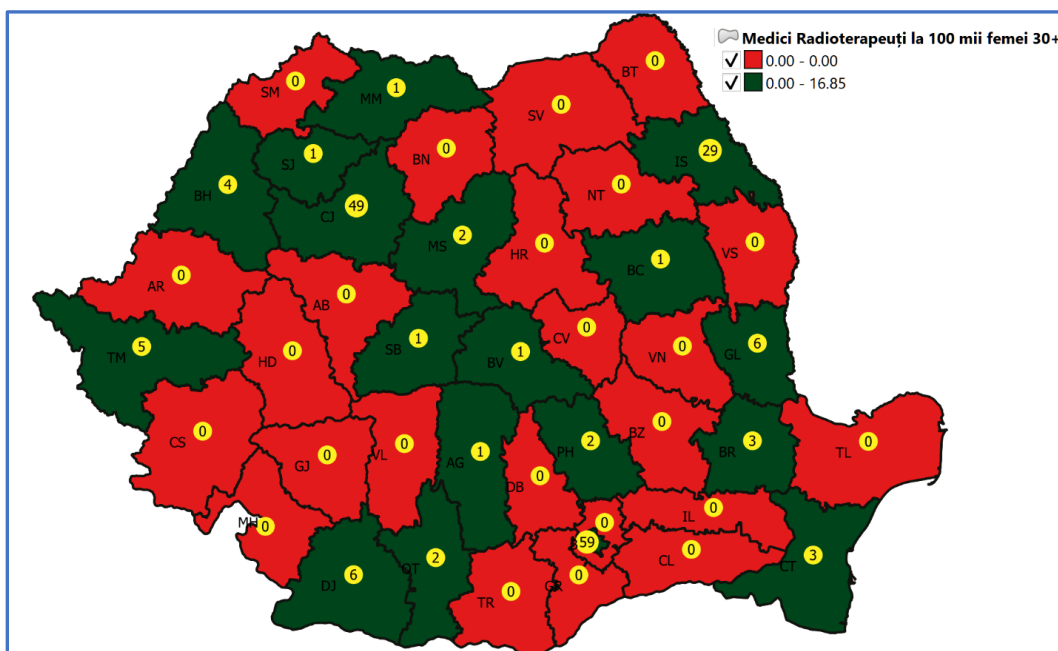 Medici Radioterapeuți la 100 mii femei 30+
0.00 - 0.00
0.00 - 16.85
BT 0
SM 0
MM 1
SV 0
SJ 1
BN 0
IS 29
BH 4
CJ 49
NT 0
MS 2
HR 0
BC 1
VS 0
AR 0
AB 0
TM 5
HD 0
SB 1
BV 1
CV 0
VN 0
GL 6
CS 0
GJ 0
VL 0
AG 1
DB 0
PH 2
BZ 0
BR 3
TL 0
MH 0
0
59
IL 0
CL 0
CT 3
DJ 6
OT 2
TR 0
GR 0